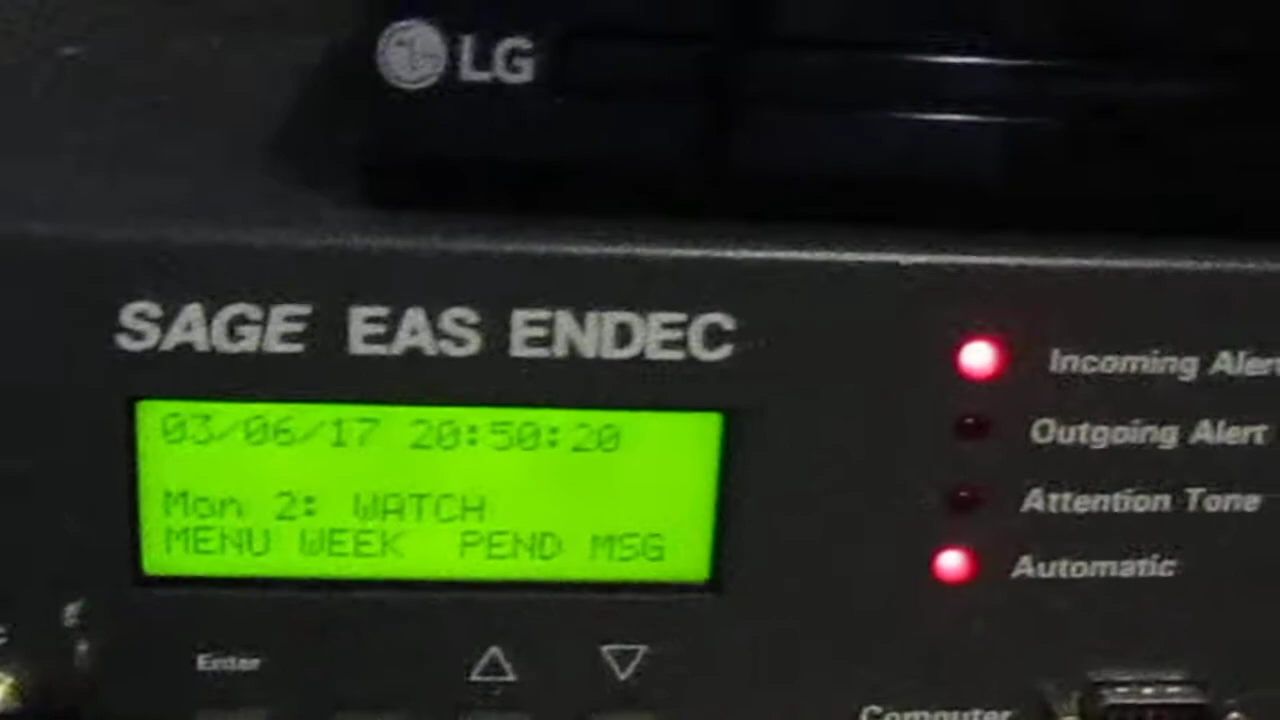 LG
SAGE EAS ENDEC
03/06/17 20:50:20
Mon 2: WATCH
MENU WEEK PEND MSG
Incoming Alert
Outgoing Alert
Attention Tone
Automatic
Enter
Computer